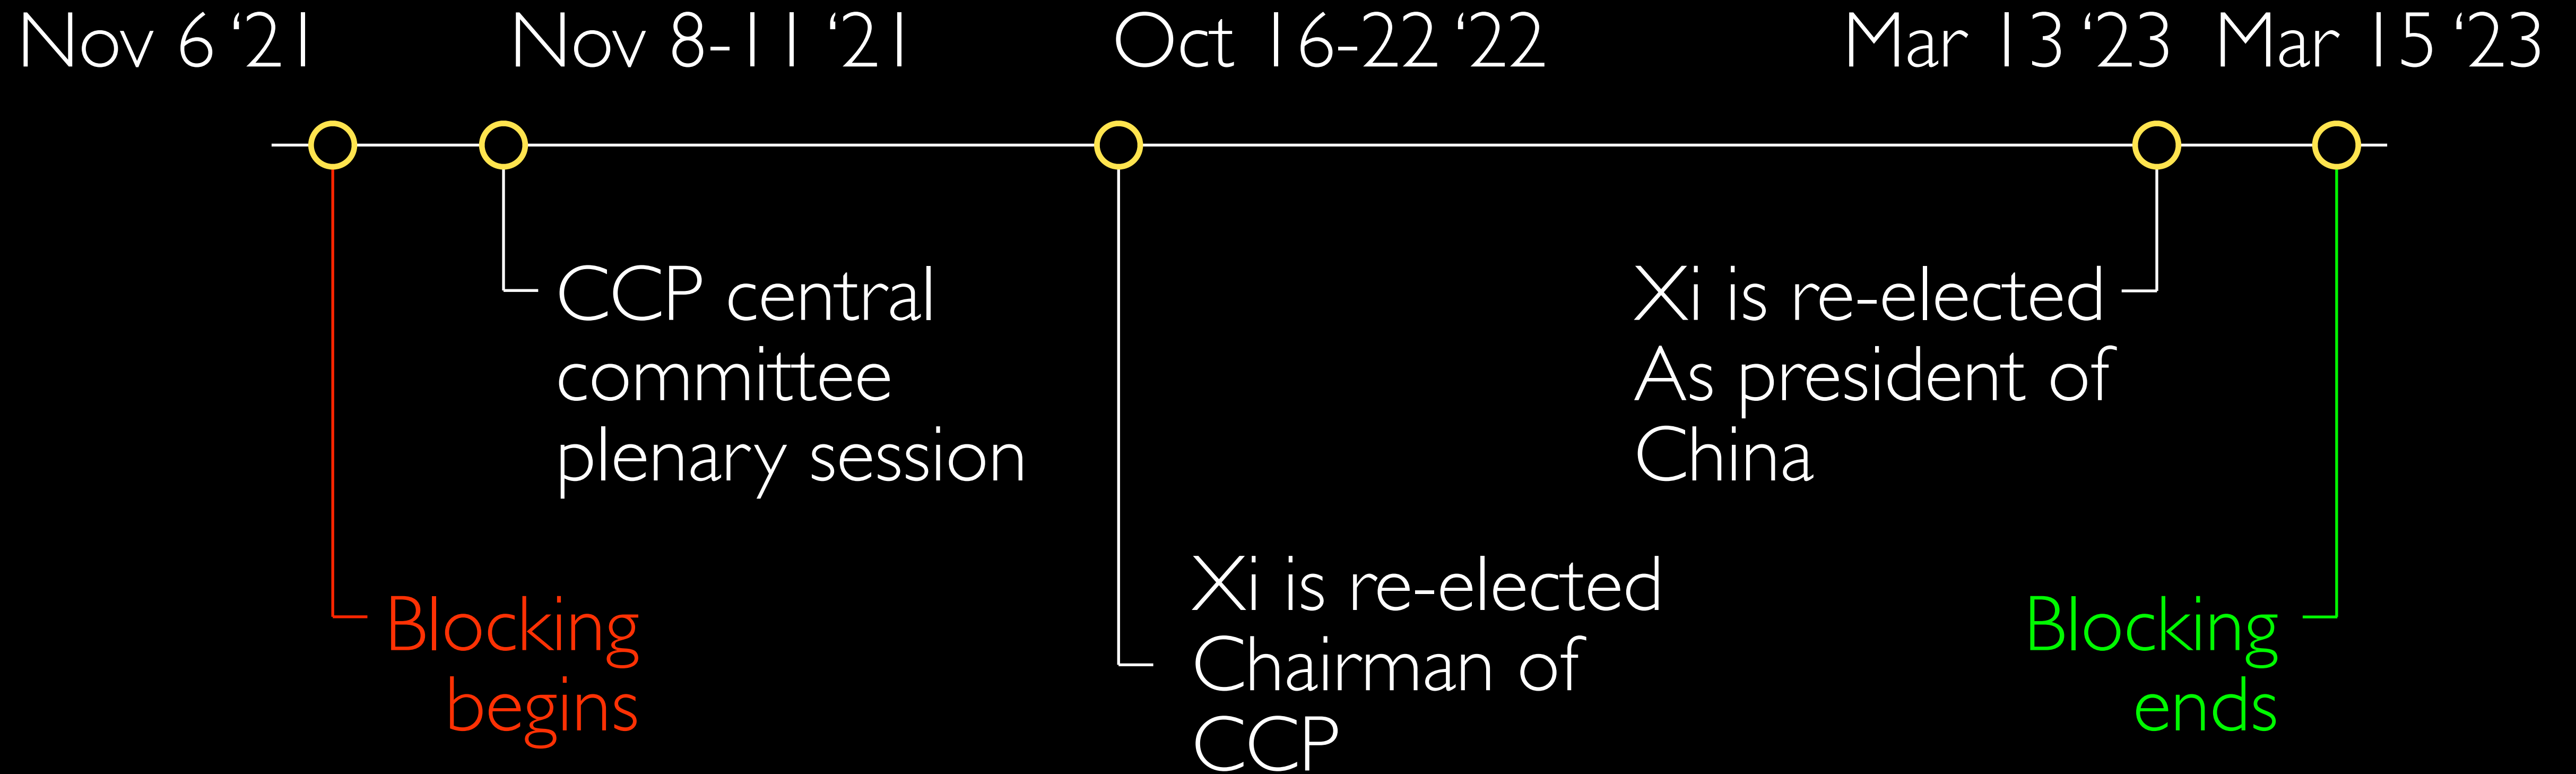 Nov 6 ‘21
Nov 8-11 ‘21
Oct 16-22 ‘22
Mar 13 ‘23
Mar 15 ‘23
CCP central
committee
plenary session
Xi is re-elected
As president of
China
Blocking
begins
Xi is re-elected
Chairman of
CCP
Blocking
ends